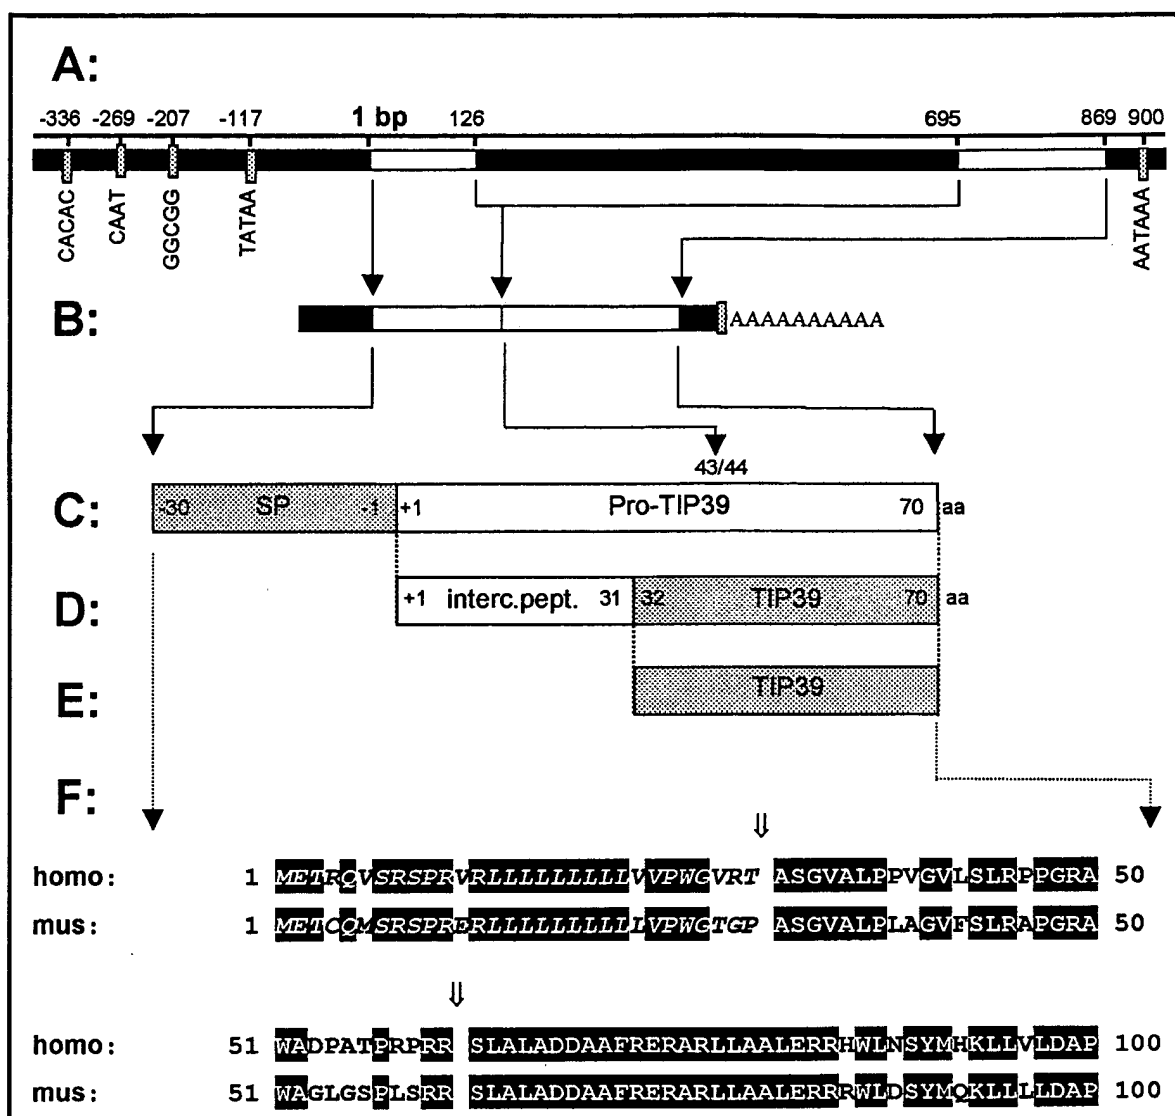 A:
-336 -269 -207 -117 1 bp 126 695 869 900
CACAC CAAT GGCGG TATAA AATAAA
B: AAAAAAAAAA
43/44
C: -30 SP -1 +1 Pro-TIP39 70 aa
D: +1 interc.pept. 31 32 TIP39 70 aa
E: TIP39
F:
⇓
homo: 1 METRQVSRSPRVRLLLLLLLLLVVPWGVRT ASGVALPPVGVLSLRPPGRA 50
mus: 1 METCQMSRSPRERLLLLLLLLLLVPWGTGP ASGVALPLAGVFSLRAPGRA 50
⇓
homo: 51 WADPATPRPRR SLALADDAAFRERARLLAALERRHWLNSYMHKLLVLDAP 100
mus: 51 WAGLGSPLSRR SLALADDAAFRERARLLAALERRRWLDSYMQKLLLLDAP 100